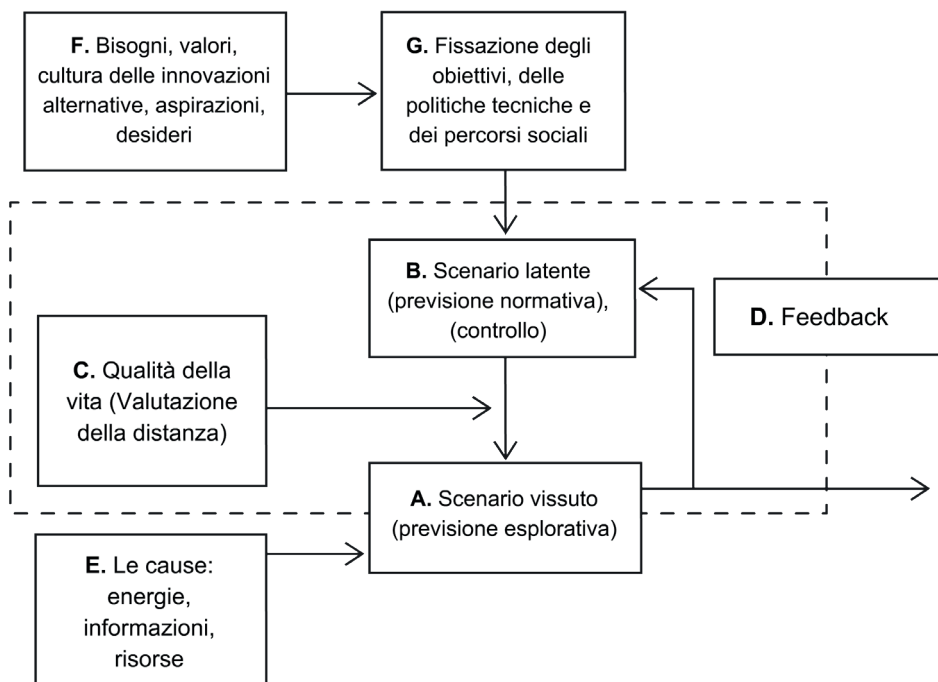 F. Bisogni, valori,
cultura delle innovazioni
alternative, aspirazioni,
desideri
G. Fissazione degli
obiettivi, delle
politiche tecniche e
dei percorsi sociali
B. Scenario latente
(previsione normativa),
(controllo)
D. Feedback
C. Qualità della
vita (Valutazione
della distanza)
A. Scenario vissuto
(previsione esplorativa)
E. Le cause:
energie,
informazioni,
risorse